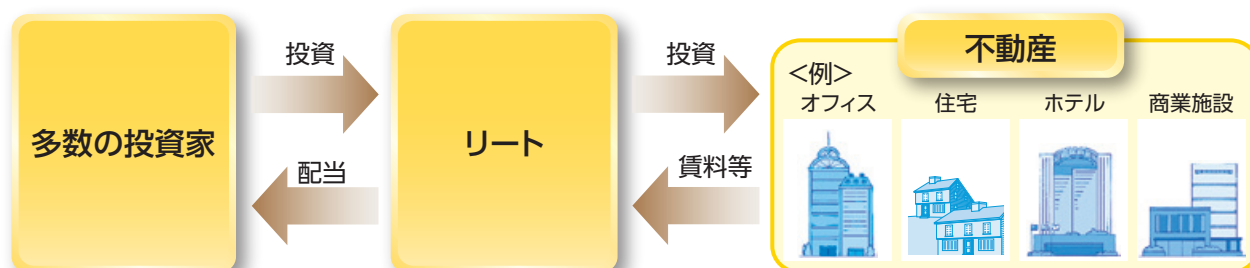 多数の投資家
投資
配当
リート
投資
賃料等
不動産
<例>
オフィス
住宅
ホテル
商業施設